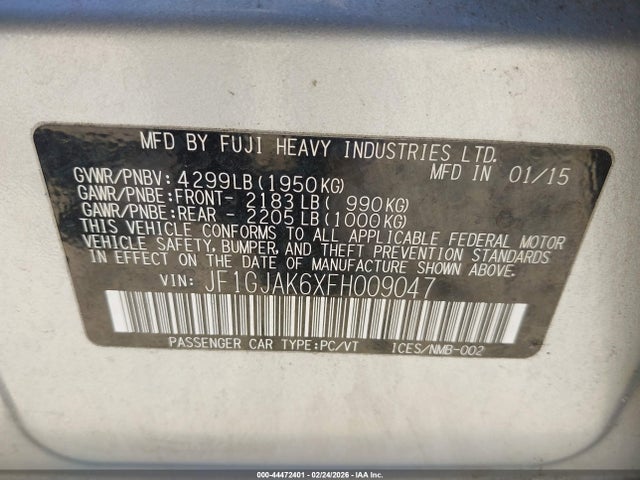 MFD BY FUJI HEAVY INDUSTRIES LTD.
MFD IN 01/15
GVWR/PNBV: 4299LB(1950KG)
GAWR/PNBE:FRONT- 2183LB( 990KG)
GAWR/PNBE:REAR - 2205LB(1000KG)
THIS VEHICLE CONFORMS TO ALL APPLICABLE FEDERAL MOTOR
VEHICLE SAFETY, BUMPER, AND THEFT PREVENTION STANDARDS
IN EFFECT ON THE DATE OF MANUFACTURE SHOWN ABOVE.
VIN: JF1GJAK6XFH009047
PASSENGER CAR TYPE:PC/VT 1CES/NMB-002
000-44472401 - 02/24/2026 - IAA Inc.